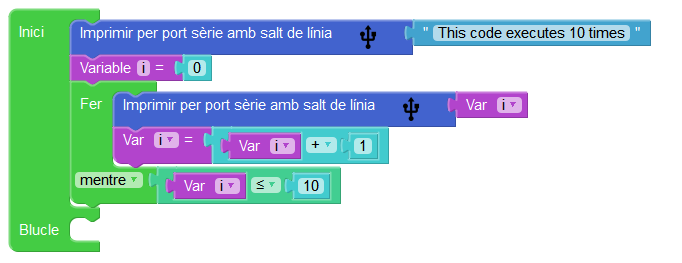 Inici Imprimir per port sèrie amb salt de línia " This code executes 10 times "
Variable i = 0
Fer Imprimir per port sèrie amb salt de línia Var i
Var i = Var i + 1
mentre Var i ≤ 10
Blucle